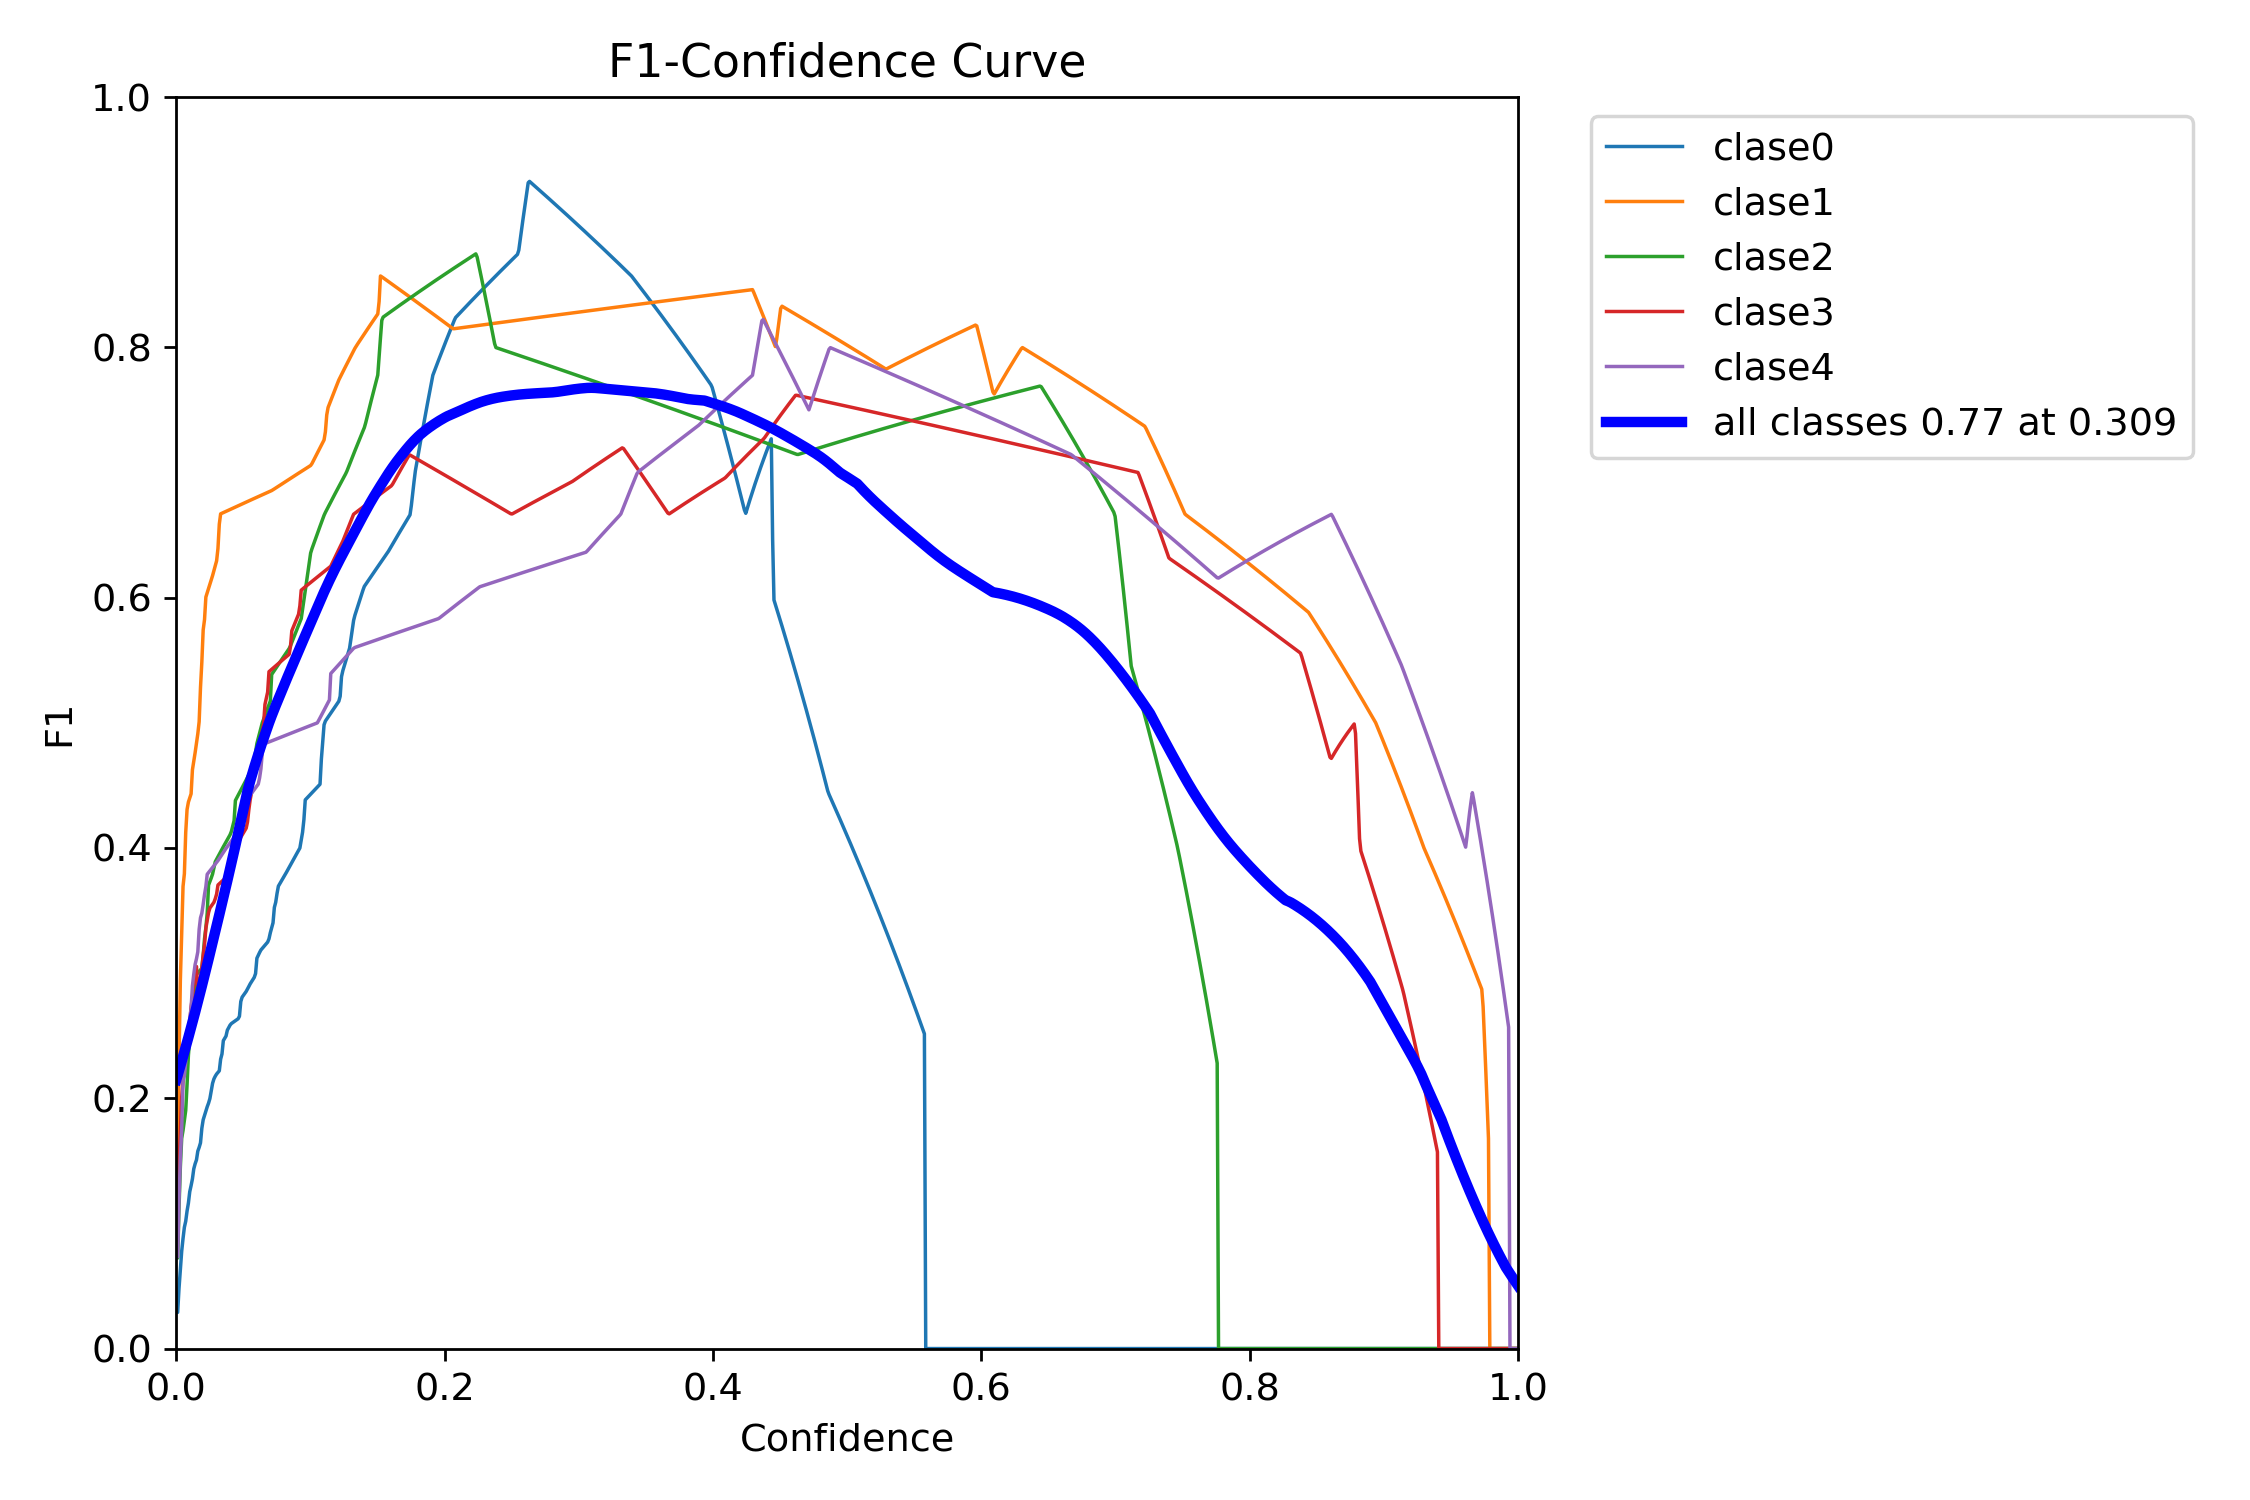 F1-Confidence Curve
1.0
0.8
0.6
0.4
0.2
0.0
F1
0.0 0.2 0.4 0.6 0.8 1.0
Confidence
clase0
clase1
clase2
clase3
clase4
all classes 0.77 at 0.309